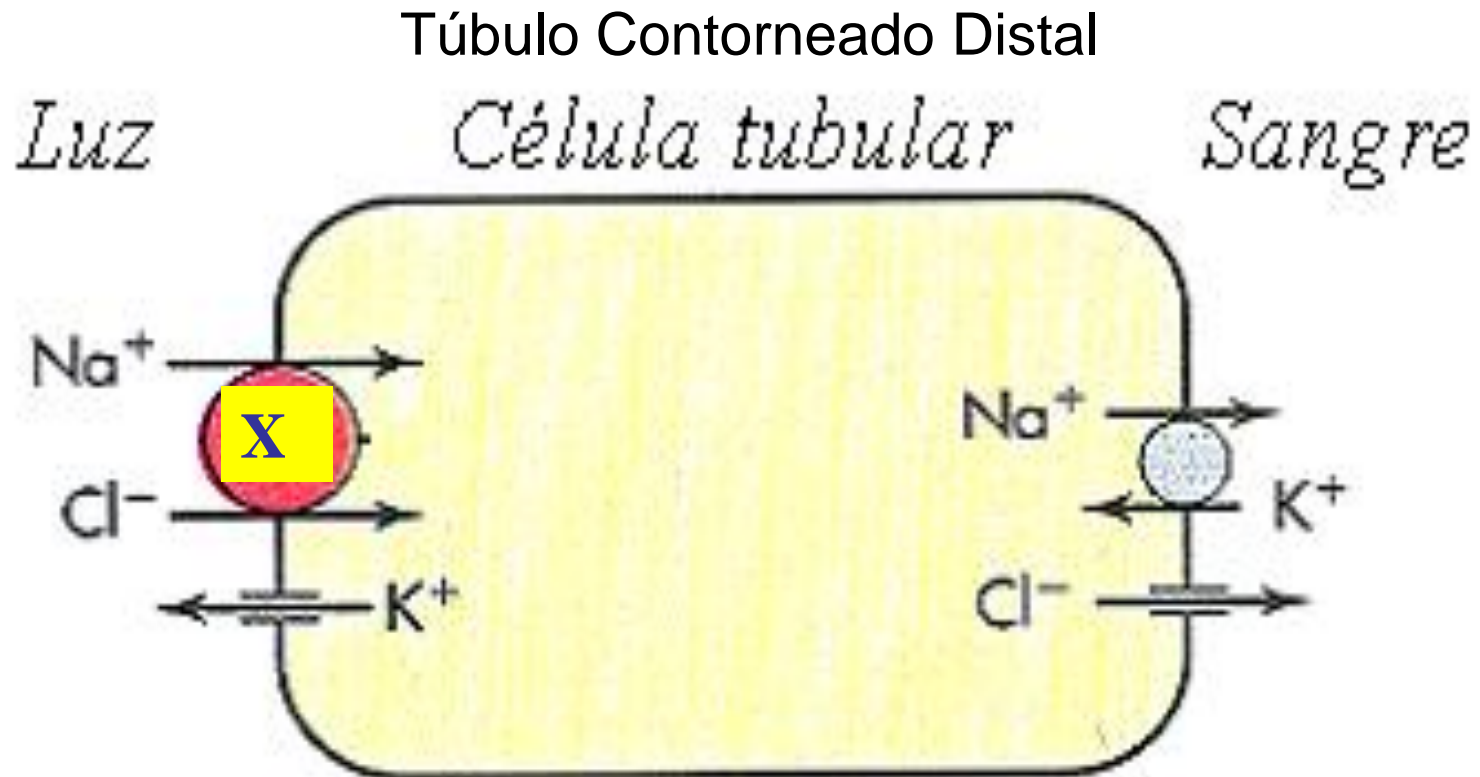 Túbulo Contorneado Distal
Luz Célula tubular Sangre
Na⁺
X
Cl⁻
K⁺
Na⁺
K⁺
Cl⁻